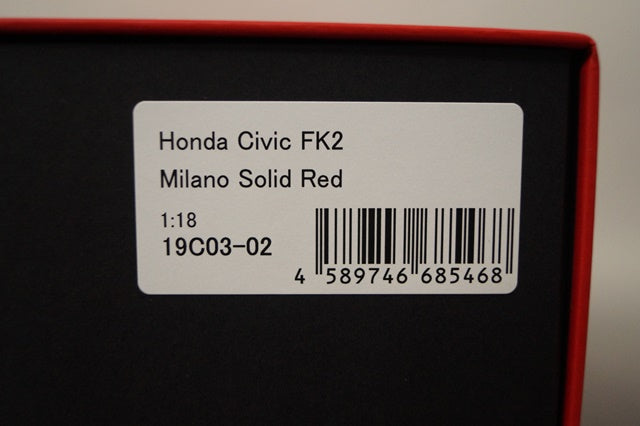 Honda Civic FK2
Milano Solid Red
1:18
19C03-02
4 589746 685468